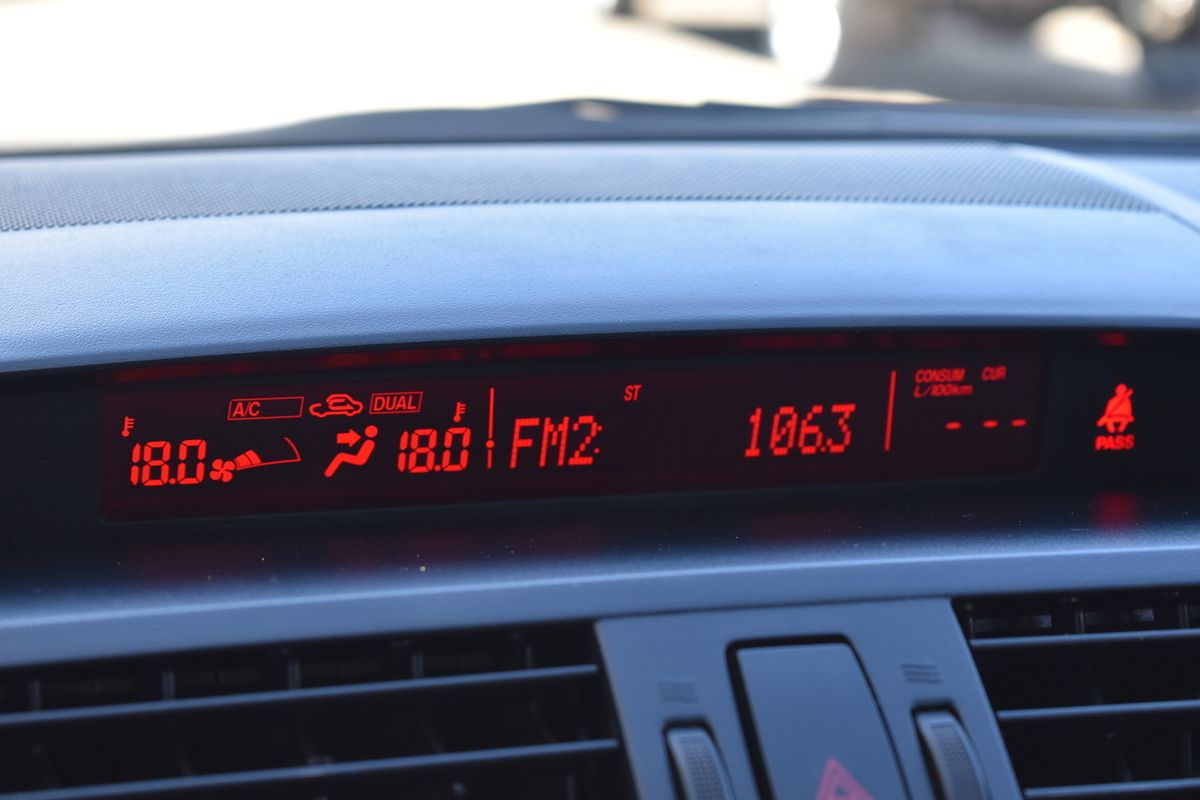 A/C DUAL ST CONSUM CUR
L/100km
18.0 18.0 FM2 106.3 - - -
PASS